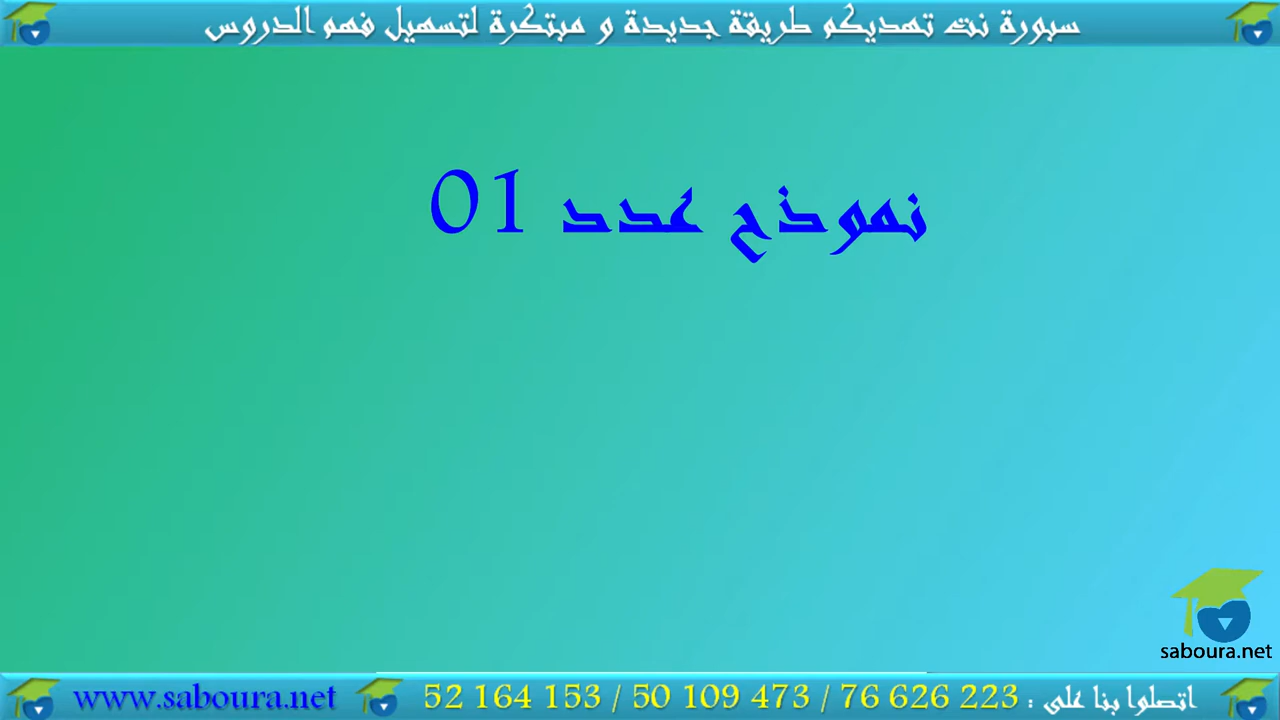 سبورة نت تهديكم طريقة جديدة و مبتكرة لتسهيل فهم الدروس
نموذج عدد 01
saboura.net
اتصلوا بنا على : 223 626 76 / 473 109 50 / 153 164 52
www.saboura.net